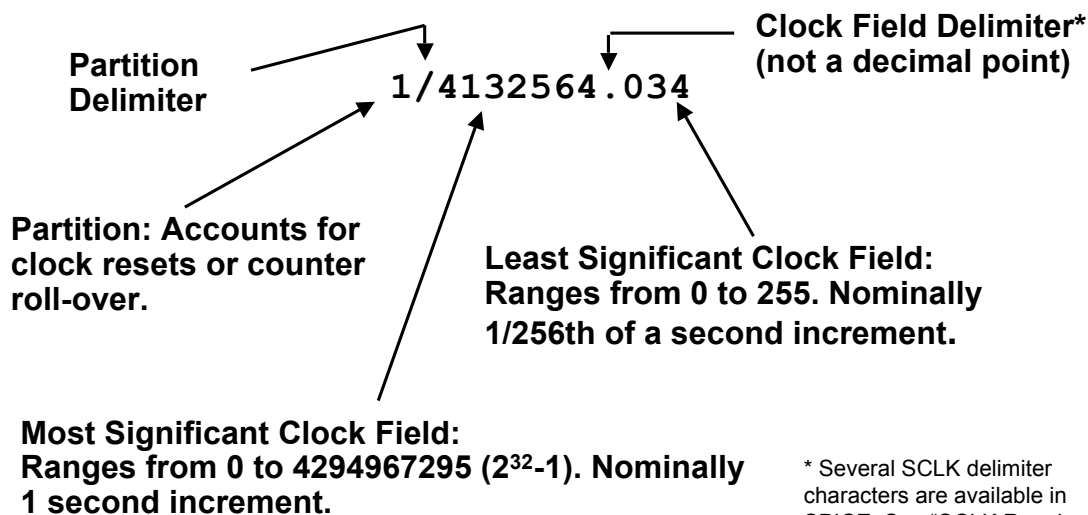 Clock Field Delimiter*
(not a decimal point)
Partition
Delimiter
1/4132564.034
Partition: Accounts for
clock resets or counter
roll-over.
Least Significant Clock Field:
Ranges from 0 to 255. Nominally
1/256th of a second increment.
Most Significant Clock Field:
Ranges from 0 to 4294967295 (2³²-1). Nominally
1 second increment.
* Several SCLK delimiter
characters are available in